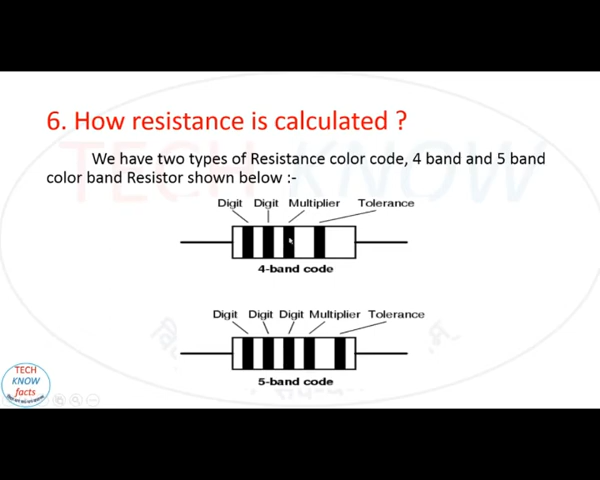 6. How resistance is calculated ?
We have two types of Resistance color code, 4 band and 5 band
color band Resistor shown below :-
Digit Digit Multiplier Tolerance
4-band code
Digit Digit Digit Multiplier Tolerance
5-band code
TECH
KNOW
facts
TECH KNOW